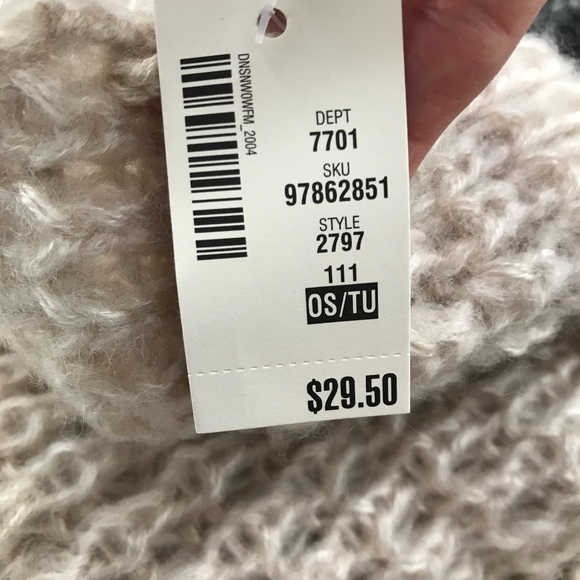 DNSNWOWFM_2004
DEPT
7701
SKU
97862851
STYLE
2797
111
OS/TU
$29.50